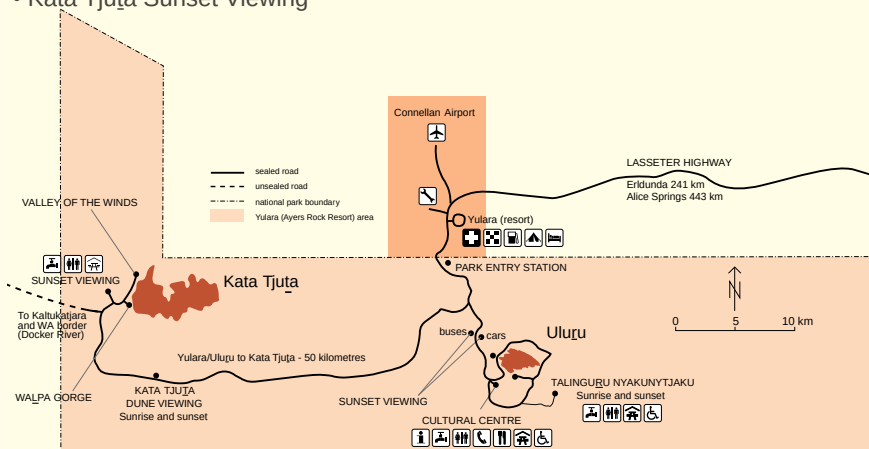 • Kata Tjuṯa Sunset Viewing
Connellan Airport
LASSETER HIGHWAY
Erldunda 241 km
Alice Springs 443 km
sealed road
unsealed road
national park boundary
Yulara (Ayers Rock Resort) area
VALLEY OF THE WINDS
Yulara (resort)
SUNSET VIEWING
Kata Tjuṯa
PARK ENTRY STATION
N
0 5 10 km
To Kaltukatjara
and WA border
(Docker River)
buses
cars
Uluṟu
Yulara/Uluṟu to Kata Tjuṯa - 50 kilometres
WAḺPA GORGE
KATA TJUṮA
DUNE VIEWING
Sunrise and sunset
SUNSET VIEWING
TALINGUṞU NYAKUNYTJAKU
Sunrise and sunset
CULTURAL CENTRE